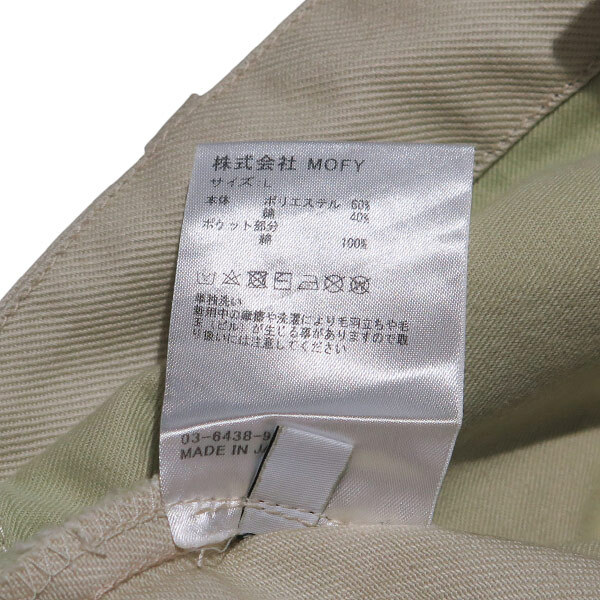 株式会社 MOFY
サイズ:L
本体 ポリエステル 60%
綿 40%
ポケット部分
綿 100%
単独洗い
着用中の摩擦や洗濯により毛羽立ちや毛
玉(ピル)が生じる事がありますので取
り扱いには注意してください
03-6438-9
MADE IN JA